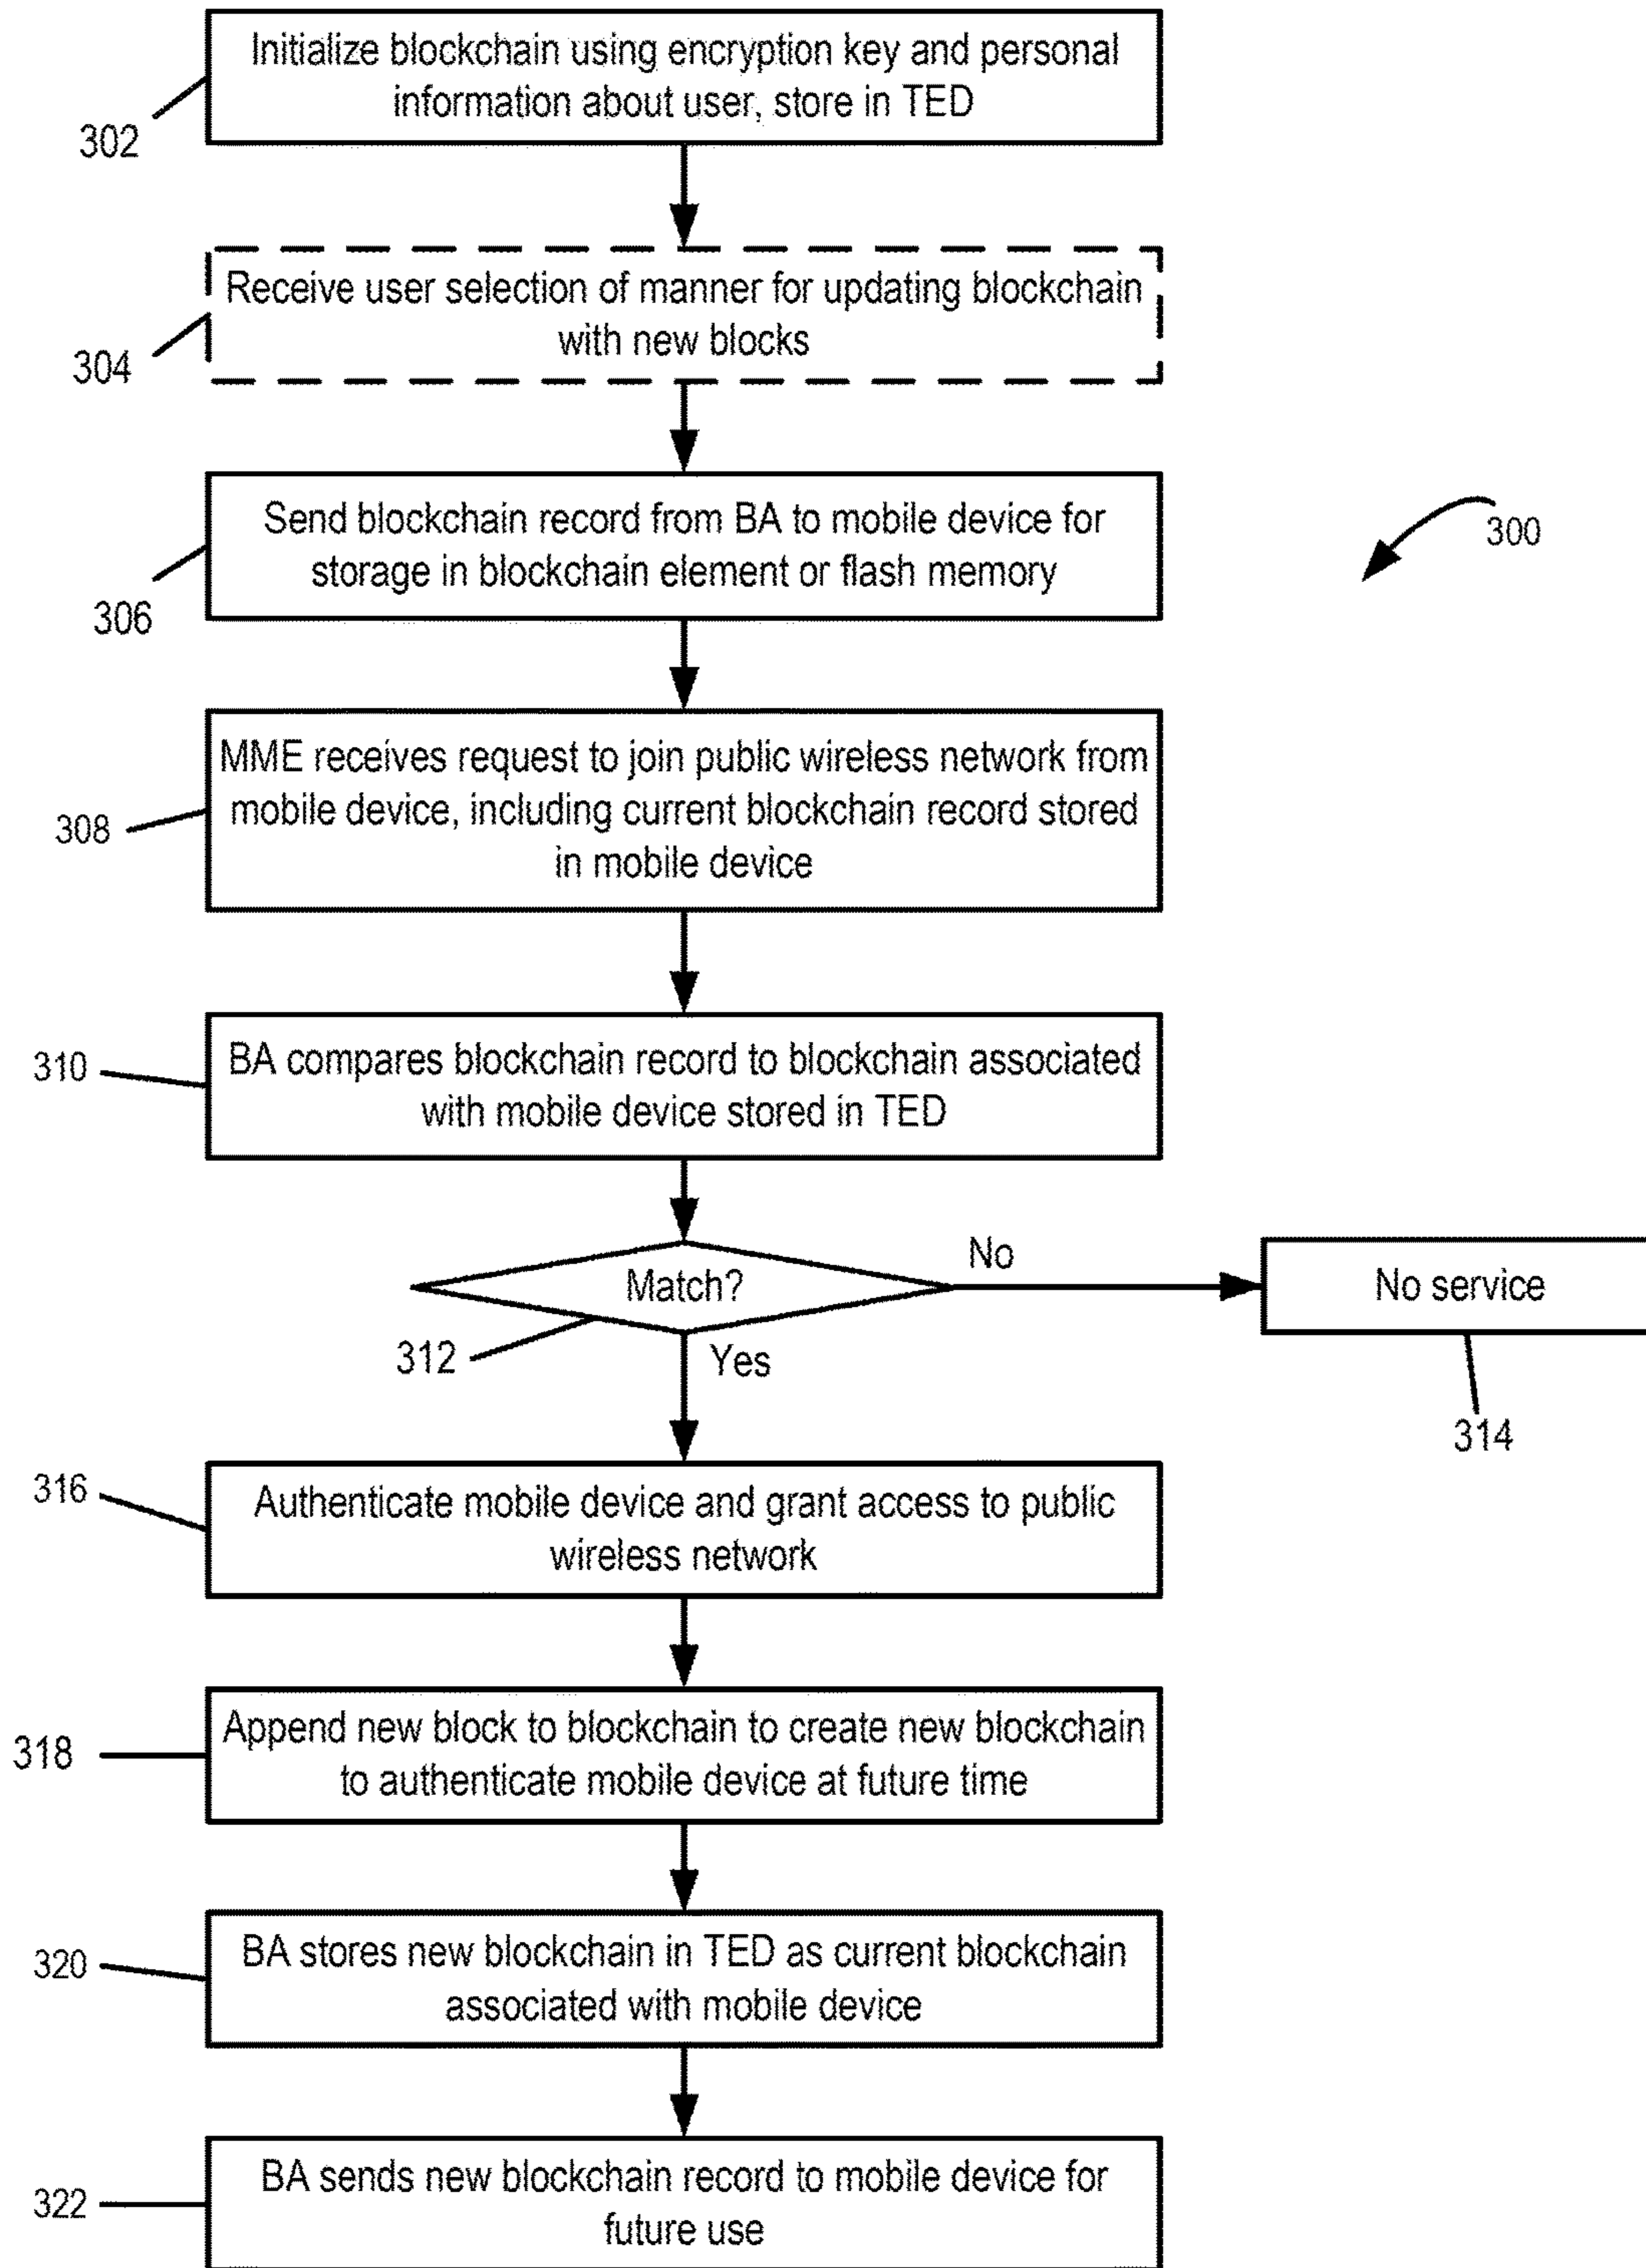 Initialize blockchain using encryption key and personal
information about user, store in TED
302
Receive user selection of manner for updating blockchain
with new blocks
304
Send blockchain record from BA to mobile device for
storage in blockchain element or flash memory
306
300
MME receives request to join public wireless network from
mobile device, including current blockchain record stored
in mobile device
308
BA compares blockchain record to blockchain associated
with mobile device stored in TED
310
Match?
312
No
No service
314
Yes
Authenticate mobile device and grant access to public
wireless network
316
Append new block to blockchain to create new blockchain
to authenticate mobile device at future time
318
BA stores new blockchain in TED as current blockchain
associated with mobile device
320
BA sends new blockchain record to mobile device for
future use
322